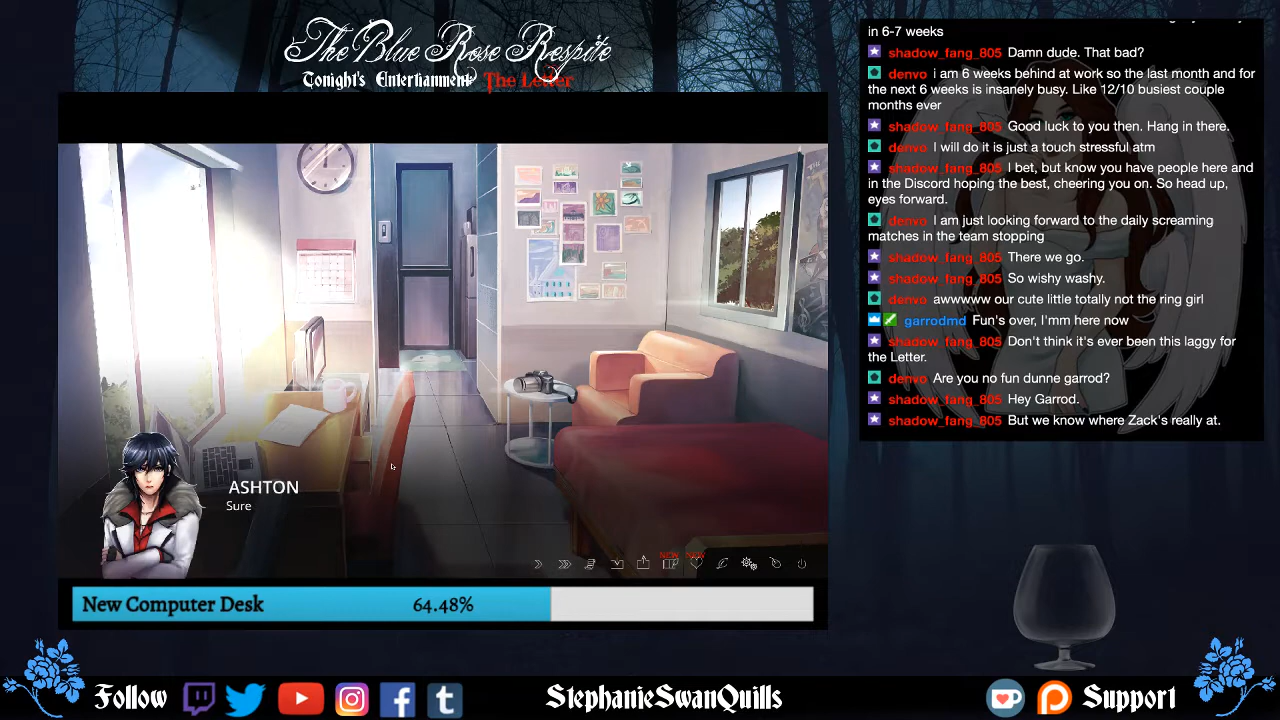 The Blue Rose Respite
Tonight's Entertainment The Letter
in 6-7 weeks
shadow_fang_805 Damn dude. That bad?
denvo i am 6 weeks behind at work so the last month and for
the next 6 weeks is insanely busy. Like 12/10 busiest couple
months ever
shadow_fang_805 Good luck to you then. Hang in there.
denvo I will do it is just a touch stressful atm
shadow_fang_805 I bet, but know you have people here and
in the Discord hoping the best, cheering you on. So head up,
eyes forward.
denvo I am just looking forward to the daily screaming
matches in the team stopping
shadow_fang_805 There we go.
shadow_fang_805 So wishy washy.
denvo awwwww our cute little totally not the ring girl
garrodmd Fun's over, I'mm here now
shadow_fang_805 Don't think it's ever been this laggy for
the Letter.
denvo Are you no fun dunne garrod?
shadow_fang_805 Hey Garrod.
shadow_fang_805 But we know where Zack's really at.
ASHTON
Sure
NEW NEW
New Computer Desk 64.48%
Follow StephanieSwanQuills Support